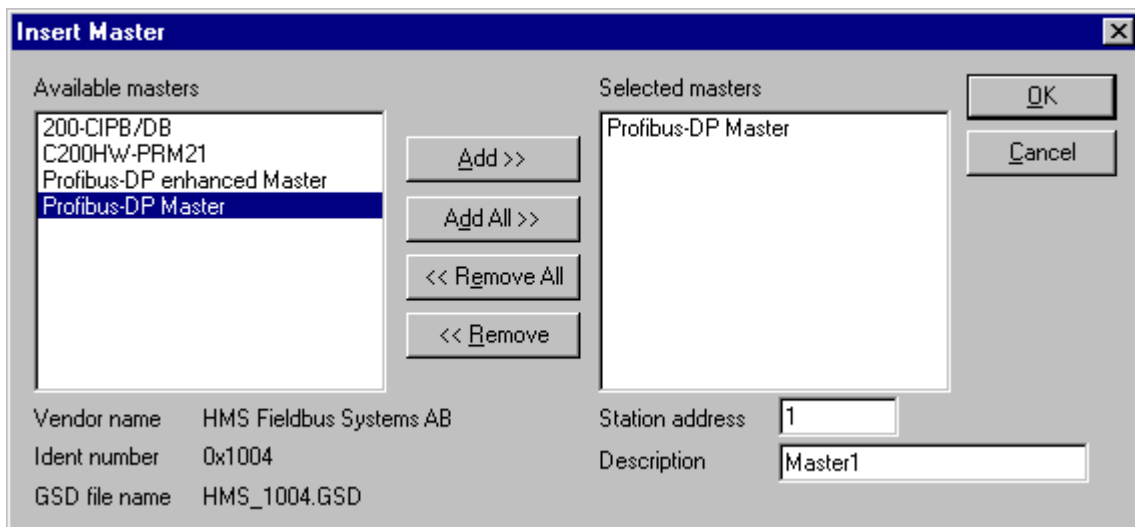 Insert Master
Available masters
200-CIPB/DB
C200HW-PRM21
Profibus-DP enhanced Master
Profibus-DP Master
Add >>
Add All >>
<< Remove All
<< Remove
Selected masters
Profibus-DP Master
OK
Cancel
Vendor name HMS Fieldbus Systems AB
Ident number 0x1004
GSD file name HMS_1004.GSD
Station address 1
Description Master1